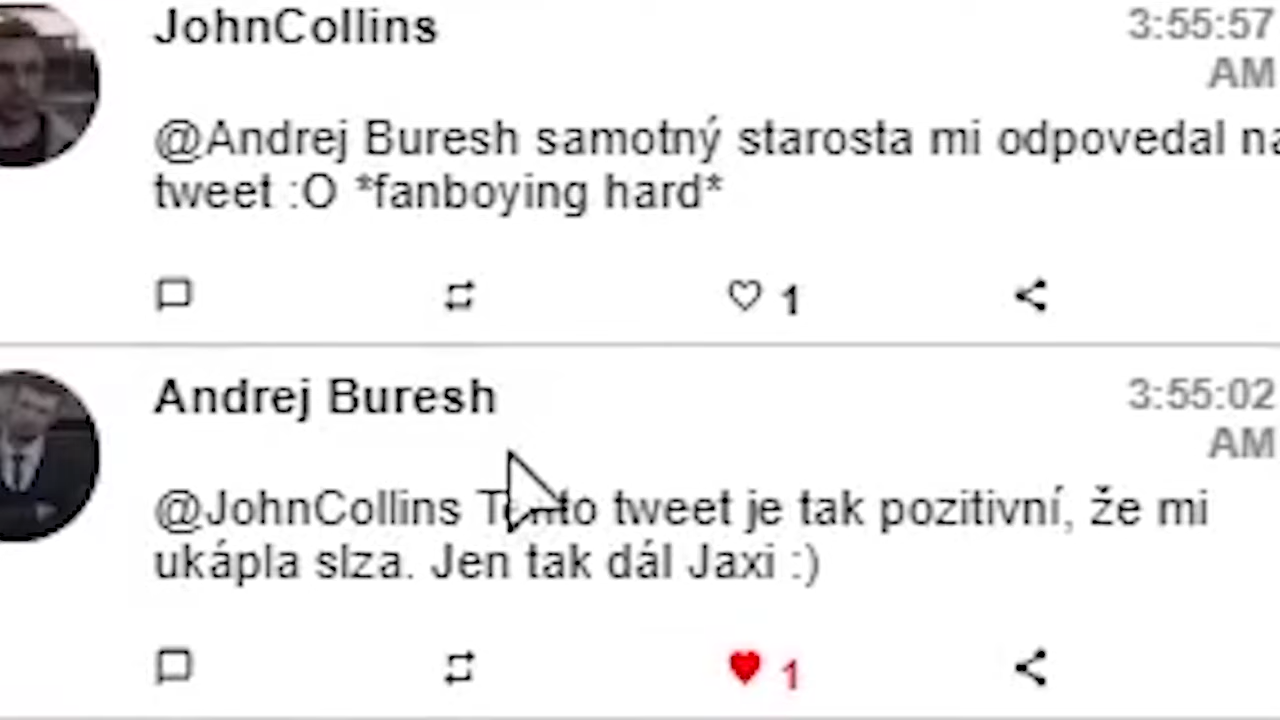 JohnCollins
3:55:57
AM
@Andrej Buresh samotný starosta mi odpovedal
tweet :O *fanboying hard*
1
Andrej Buresh
3:55:02
AM
@JohnCollins Tento tweet je tak pozitivní, že mi
ukápla slza. Jen tak dál Jaxi :)
1